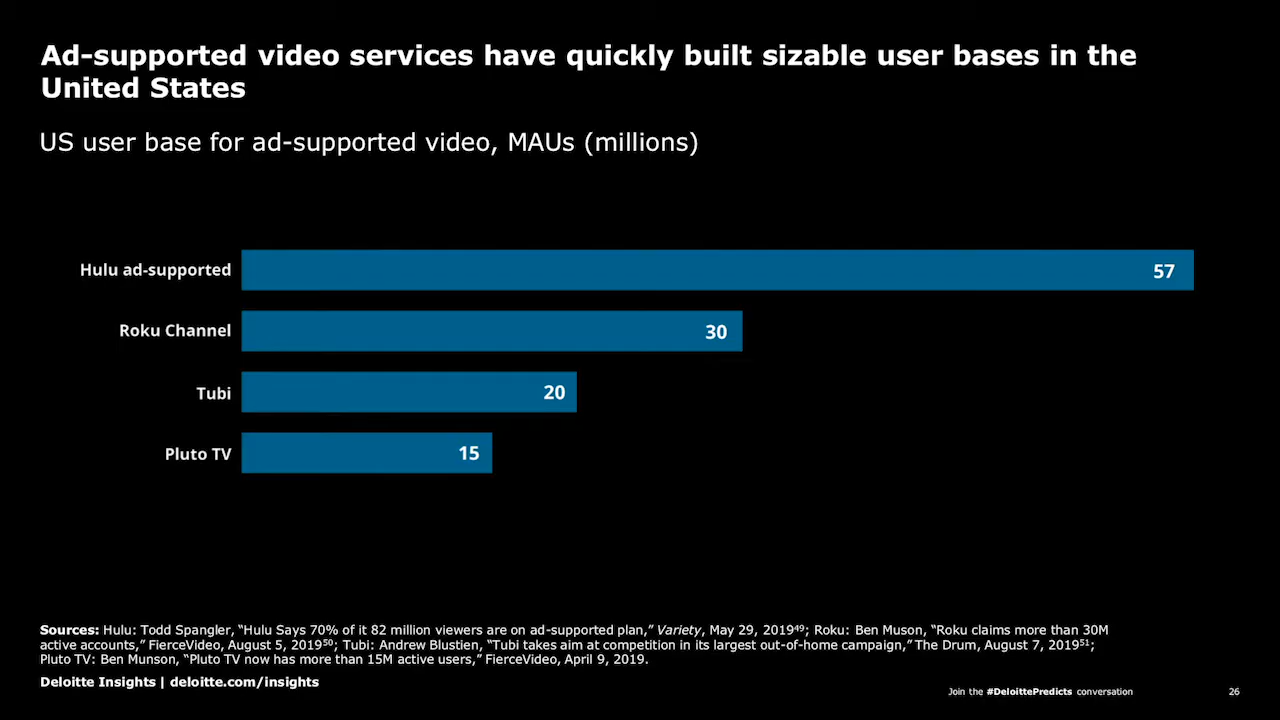 Ad-supported video services have quickly built sizable user bases in the
United States
US user base for ad-supported video, MAUs (millions)
Hulu ad-supported 57
Roku Channel 30
Tubi 20
Pluto TV 15
Sources: Hulu: Todd Spangler, “Hulu Says 70% of it 82 million viewers are on ad-supported plan,” Variety, May 29, 2019⁴⁹; Roku: Ben Muson, “Roku claims more than 30M
active accounts,” FierceVideo, August 5, 2019⁵⁰; Tubi: Andrew Blustien, “Tubi takes aim at competition in its largest out-of-home campaign,” The Drum, August 7, 2019⁵¹;
Pluto TV: Ben Munson, “Pluto TV now has more than 15M active users,” FierceVideo, April 9, 2019.
Deloitte Insights | deloitte.com/insights
Join the #DeloittePredicts conversation 26